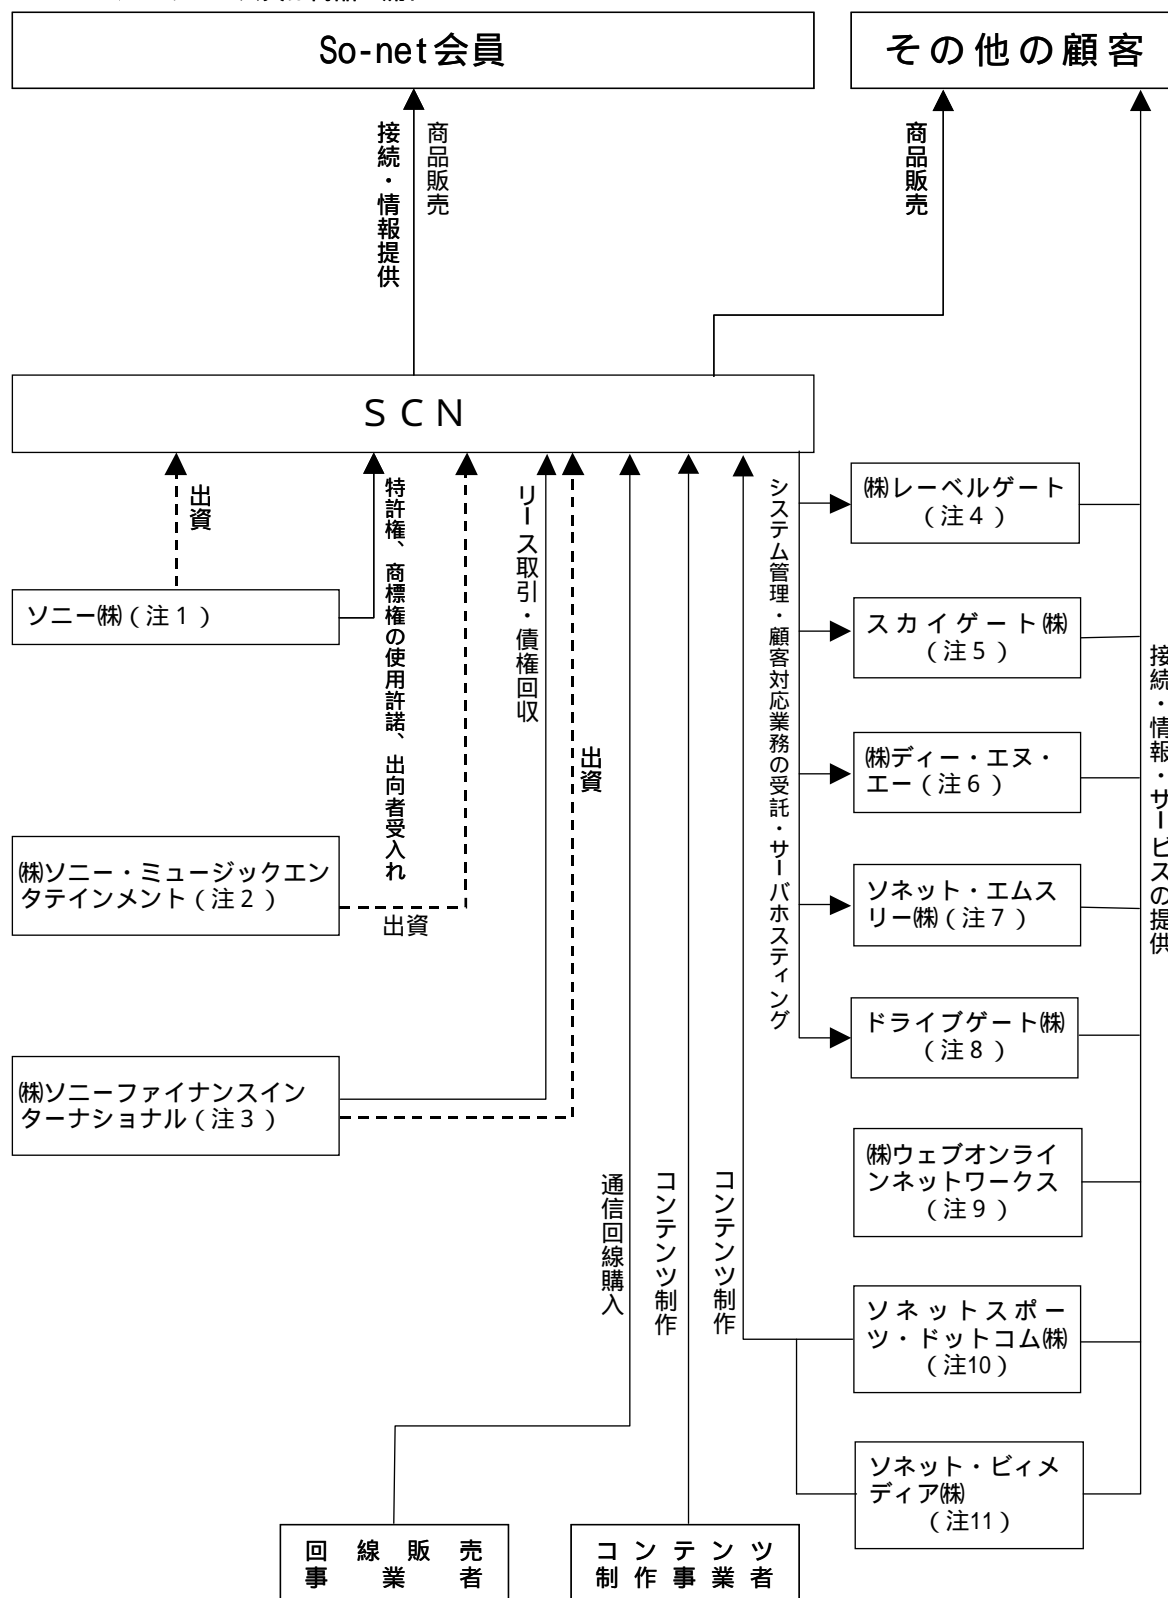 So-net会員
その他の顧客
接続・情報提供
商品販売
商品販売
SCN
出資
特許権、商標権の使用許諾、出向者受入れ
リース取引・債権回収
出資
システム管理・顧客対応業務の受託・サーバホスティング
㈱レーベルゲート
（注４）
ソニー㈱（注１）
スカイゲート㈱
（注５）
接続・情報・サービスの提供
㈱ディー・エヌ・
エー（注６）
㈱ソニー・ミュージックエン
タテインメント（注２）
出資
ソネット・エムス
リー㈱（注７）
ドライブゲート㈱
（注８）
㈱ソニーファイナンスイン
ターナショナル（注３）
㈱ウェブオンライ
ンネットワークス
（注９）
通信回線購入
コンテンツ制作
コンテンツ制作
ソネットスポー
ツ・ドットコム㈱
（注10）
ソネット・ビィメ
ディア㈱
（注11）
回線販売
事業者
コンテンツ
制作事業者